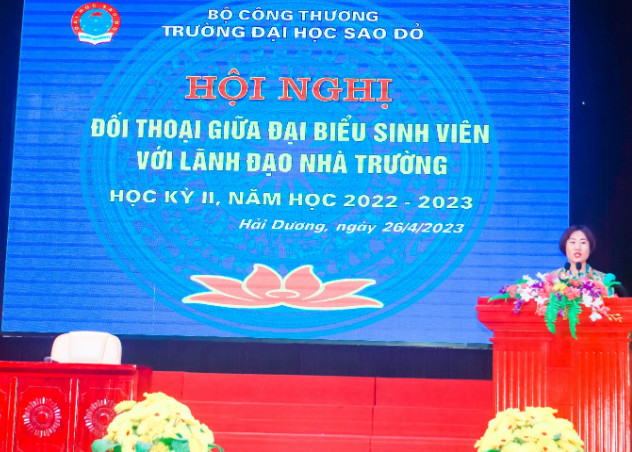 BỘ CÔNG THƯƠNG
TRƯỜNG ĐẠI HỌC SAO ĐỎ
HỘI NGHỊ
ĐỐI THOẠI GIỮA ĐẠI BIỂU SINH VIÊN
VỚI LÃNH ĐẠO NHÀ TRƯỜNG
HỌC KỲ II, NĂM HỌC 2022 - 2023
Hải Dương, ngày 26/4/2023